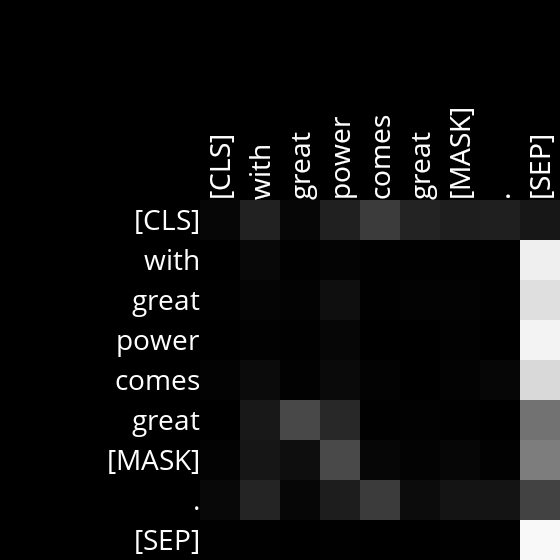 [CLS] with great power comes great [MASK] . [SEP]
[CLS]
with
great
power
comes
great
[MASK]
.
[SEP]